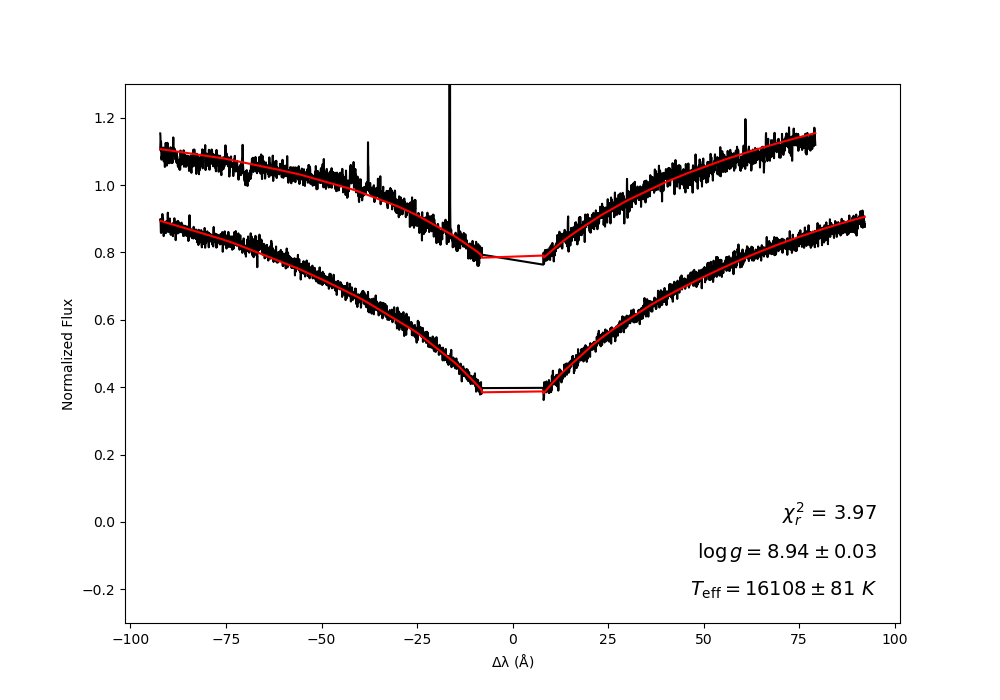 1.2
1.0
0.8
0.6
0.4
0.2
0.0
−0.2
Normalized Flux
χ²ᵣ = 3.97
log g = 8.94 ± 0.03
T_eff = 16108 ± 81 K
−100 −75 −50 −25 0 25 50 75 100
Δλ (Å)